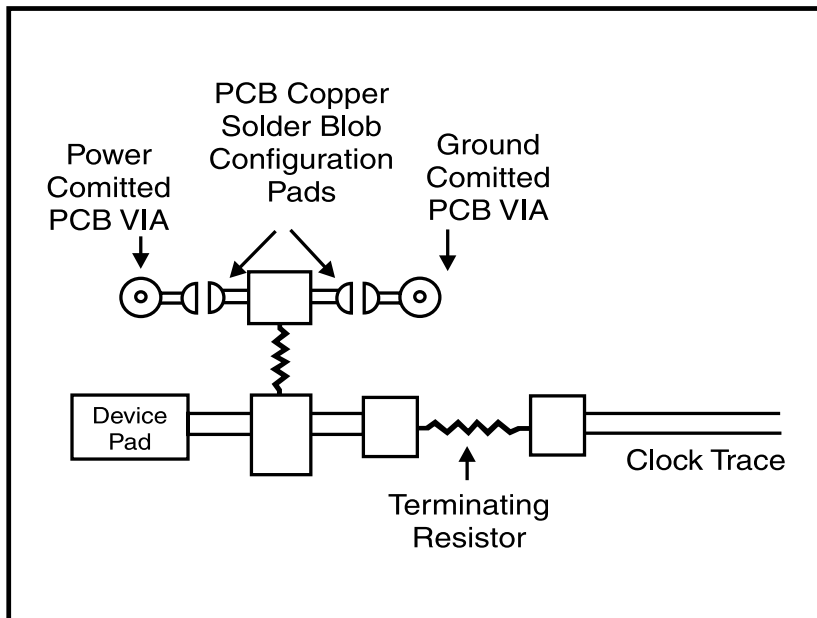 PCB Copper
Solder Blob
Configuration
Pads
Power
Comitted
PCB VIA
Ground
Comitted
PCB VIA
Device
Pad
Clock Trace
Terminating
Resistor